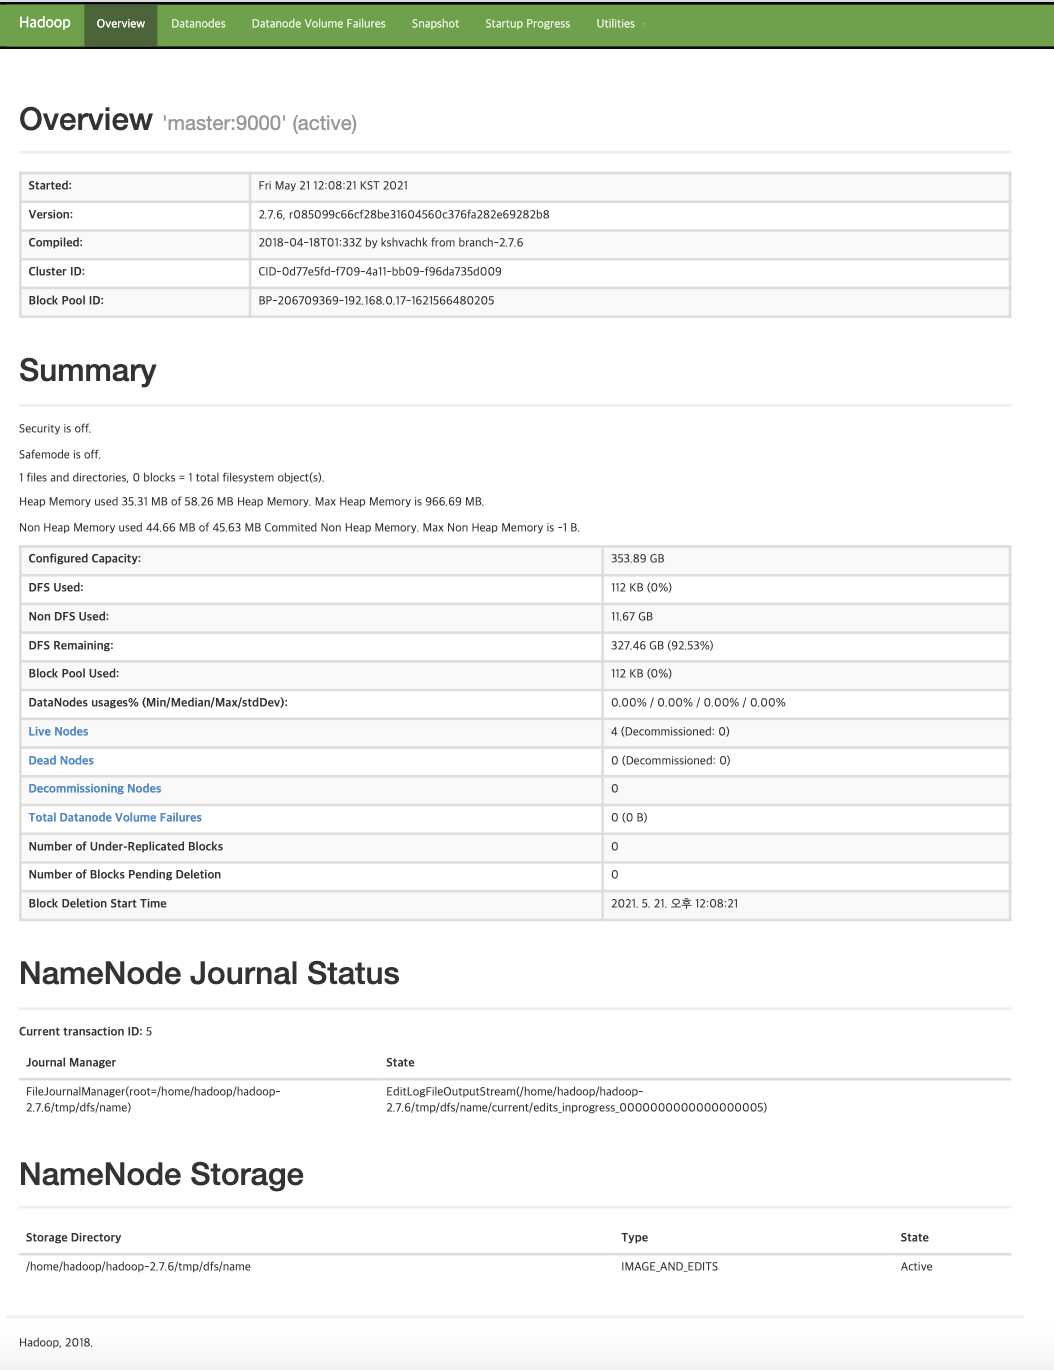 Hadoop Overview Datanodes Datanode Volume Failures Snapshot Startup Progress Utilities
Overview 'master:9000' (active)
Started: Fri May 21 12:08:21 KST 2021
Version: 2.7.6, r085099c66cf28be31604560c376fa282e69282b8
Compiled: 2018-04-18T01:33Z by kshvachk from branch-2.7.6
Cluster ID: CID-0d77e5fd-f709-4a11-bb09-f96da735d009
Block Pool ID: BP-206709369-192.168.0.17-1621566480205
Summary
Security is off.
Safemode is off.
1 files and directories, 0 blocks = 1 total filesystem object(s).
Heap Memory used 35.31 MB of 58.26 MB Heap Memory. Max Heap Memory is 966.69 MB.
Non Heap Memory used 44.66 MB of 45.63 MB Commited Non Heap Memory. Max Non Heap Memory is -1 B.
Configured Capacity: 353.89 GB
DFS Used: 112 KB (0%)
Non DFS Used: 11.67 GB
DFS Remaining: 327.46 GB (92.53%)
Block Pool Used: 112 KB (0%)
DataNodes usages% (Min/Median/Max/stdDev): 0.00% / 0.00% / 0.00% / 0.00%
Live Nodes 4 (Decommissioned: 0)
Dead Nodes 0 (Decommissioned: 0)
Decommissioning Nodes 0
Total Datanode Volume Failures 0 (0 B)
Number of Under-Replicated Blocks 0
Number of Blocks Pending Deletion 0
Block Deletion Start Time 2021. 5. 21. 오후 12:08:21
NameNode Journal Status
Current transaction ID: 5
Journal Manager State
FileJournalManager(root=/home/hadoop/hadoop- EditLogFileOutputStream(/home/hadoop/hadoop-
2.7.6/tmp/dfs/name) 2.7.6/tmp/dfs/name/current/edits_inprogress_0000000000000000005)
NameNode Storage
Storage Directory Type State
/home/hadoop/hadoop-2.7.6/tmp/dfs/name IMAGE_AND_EDITS Active
Hadoop, 2018.